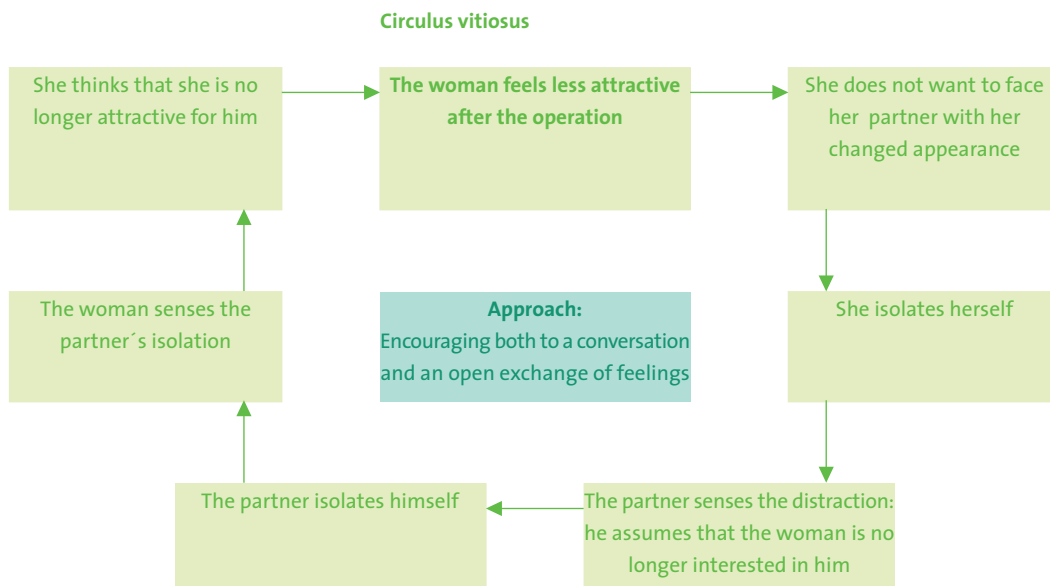 Circulus vitiosus
She thinks that she is no
longer attractive for him
The woman feels less attractive
after the operation
She does not want to face
her partner with her
changed appearance
The woman senses the
partner´s isolation
Approach:
Encouraging both to a conversation
and an open exchange of feelings
She isolates herself
The partner isolates himself
The partner senses the distraction:
he assumes that the woman is no
longer interested in him